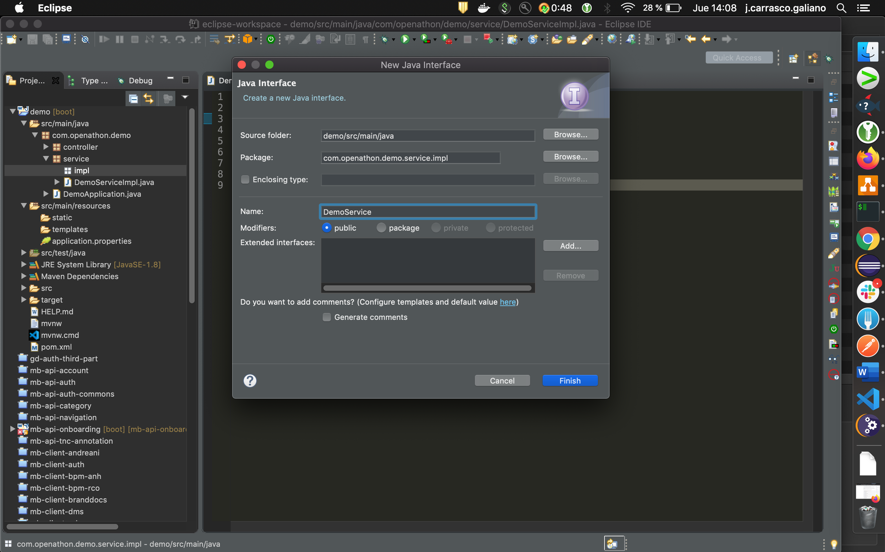 Eclipse
0:48
28 %
Jue 14:08
j.carrasco.galiano
eclipse-workspace - demo/src/main/java/com/openathon/demo/service/DemoServiceImpl.java - Eclipse IDE
Quick Access
Proje...
Type ...
Debug
demo [boot]
src/main/java
com.openathon.demo
controller
service
impl
DemoServiceImpl.java
DemoApplication.java
src/main/resources
static
templates
application.properties
src/test/java
JRE System Library [JavaSE-1.8]
Maven Dependencies
src
target
HELP.md
mvnw
mvnw.cmd
pom.xml
gd-auth-third-part
mb-api-account
mb-api-auth
mb-api-auth-commons
mb-api-category
mb-api-navigation
mb-api-onboarding [boot] [mb-api-onboar
mb-api-tnc-annotation
mb-client-andreani
mb-client-auth
mb-client-bpm-anh
mb-client-bpm-rco
mb-client-branddocs
mb-client-dms
1
2
3
4
5
6
7
8
9
New Java Interface
Java Interface
Create a new Java interface.
Source folder:
demo/src/main/java
Browse...
Package:
com.openathon.demo.service.impl
Browse...
Enclosing type:
Browse...
Name:
DemoService
Modifiers:
public
package
private
protected
Extended interfaces:
Add...
Remove
Do you want to add comments? (Configure templates and default value here)
Generate comments
Cancel
Finish
com.openathon.demo.service.impl - demo/src/main/java